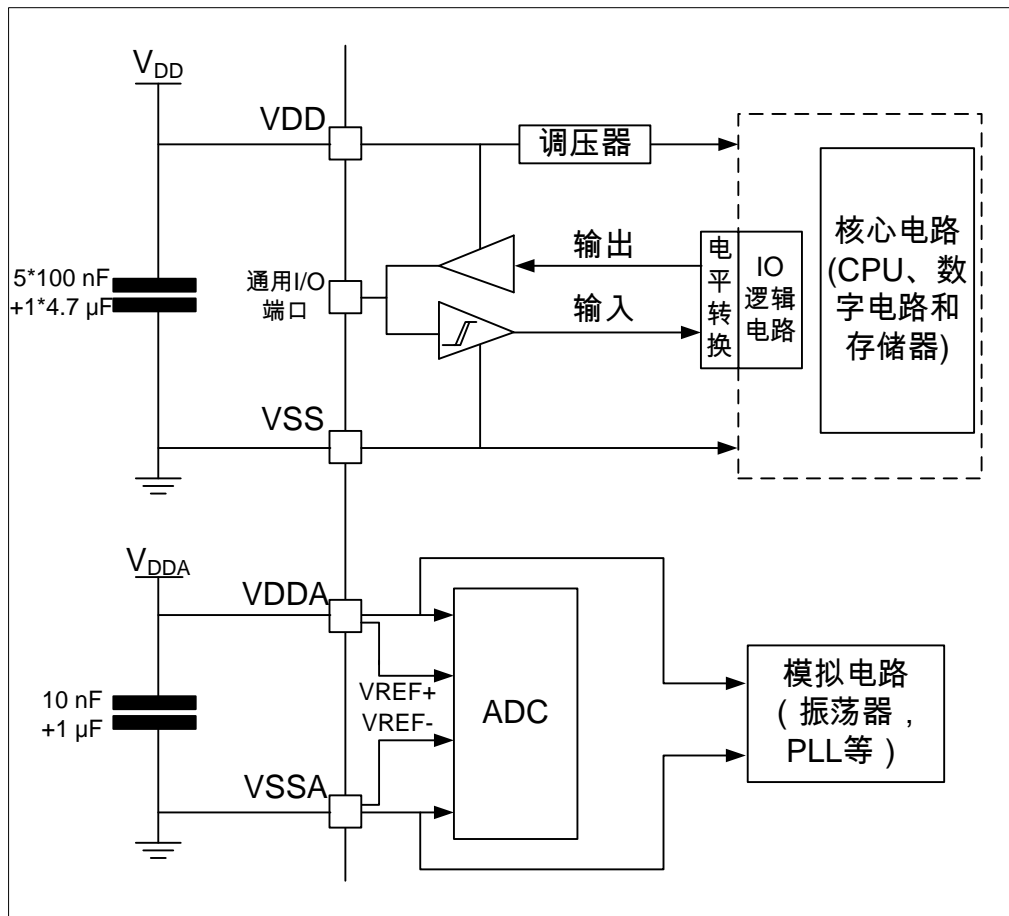 VDD
VDD
调压器
5*100 nF
+1*4.7 µF
通用I/O
端口
输出
输入
电平转换
IO
逻辑
电路
核心电路
(CPU、数
字电路和
存储器)
VSS
VDDA
VDDA
10 nF
+1 µF
VREF+
VREF-
ADC
模拟电路
（振荡器，
PLL等）
VSSA